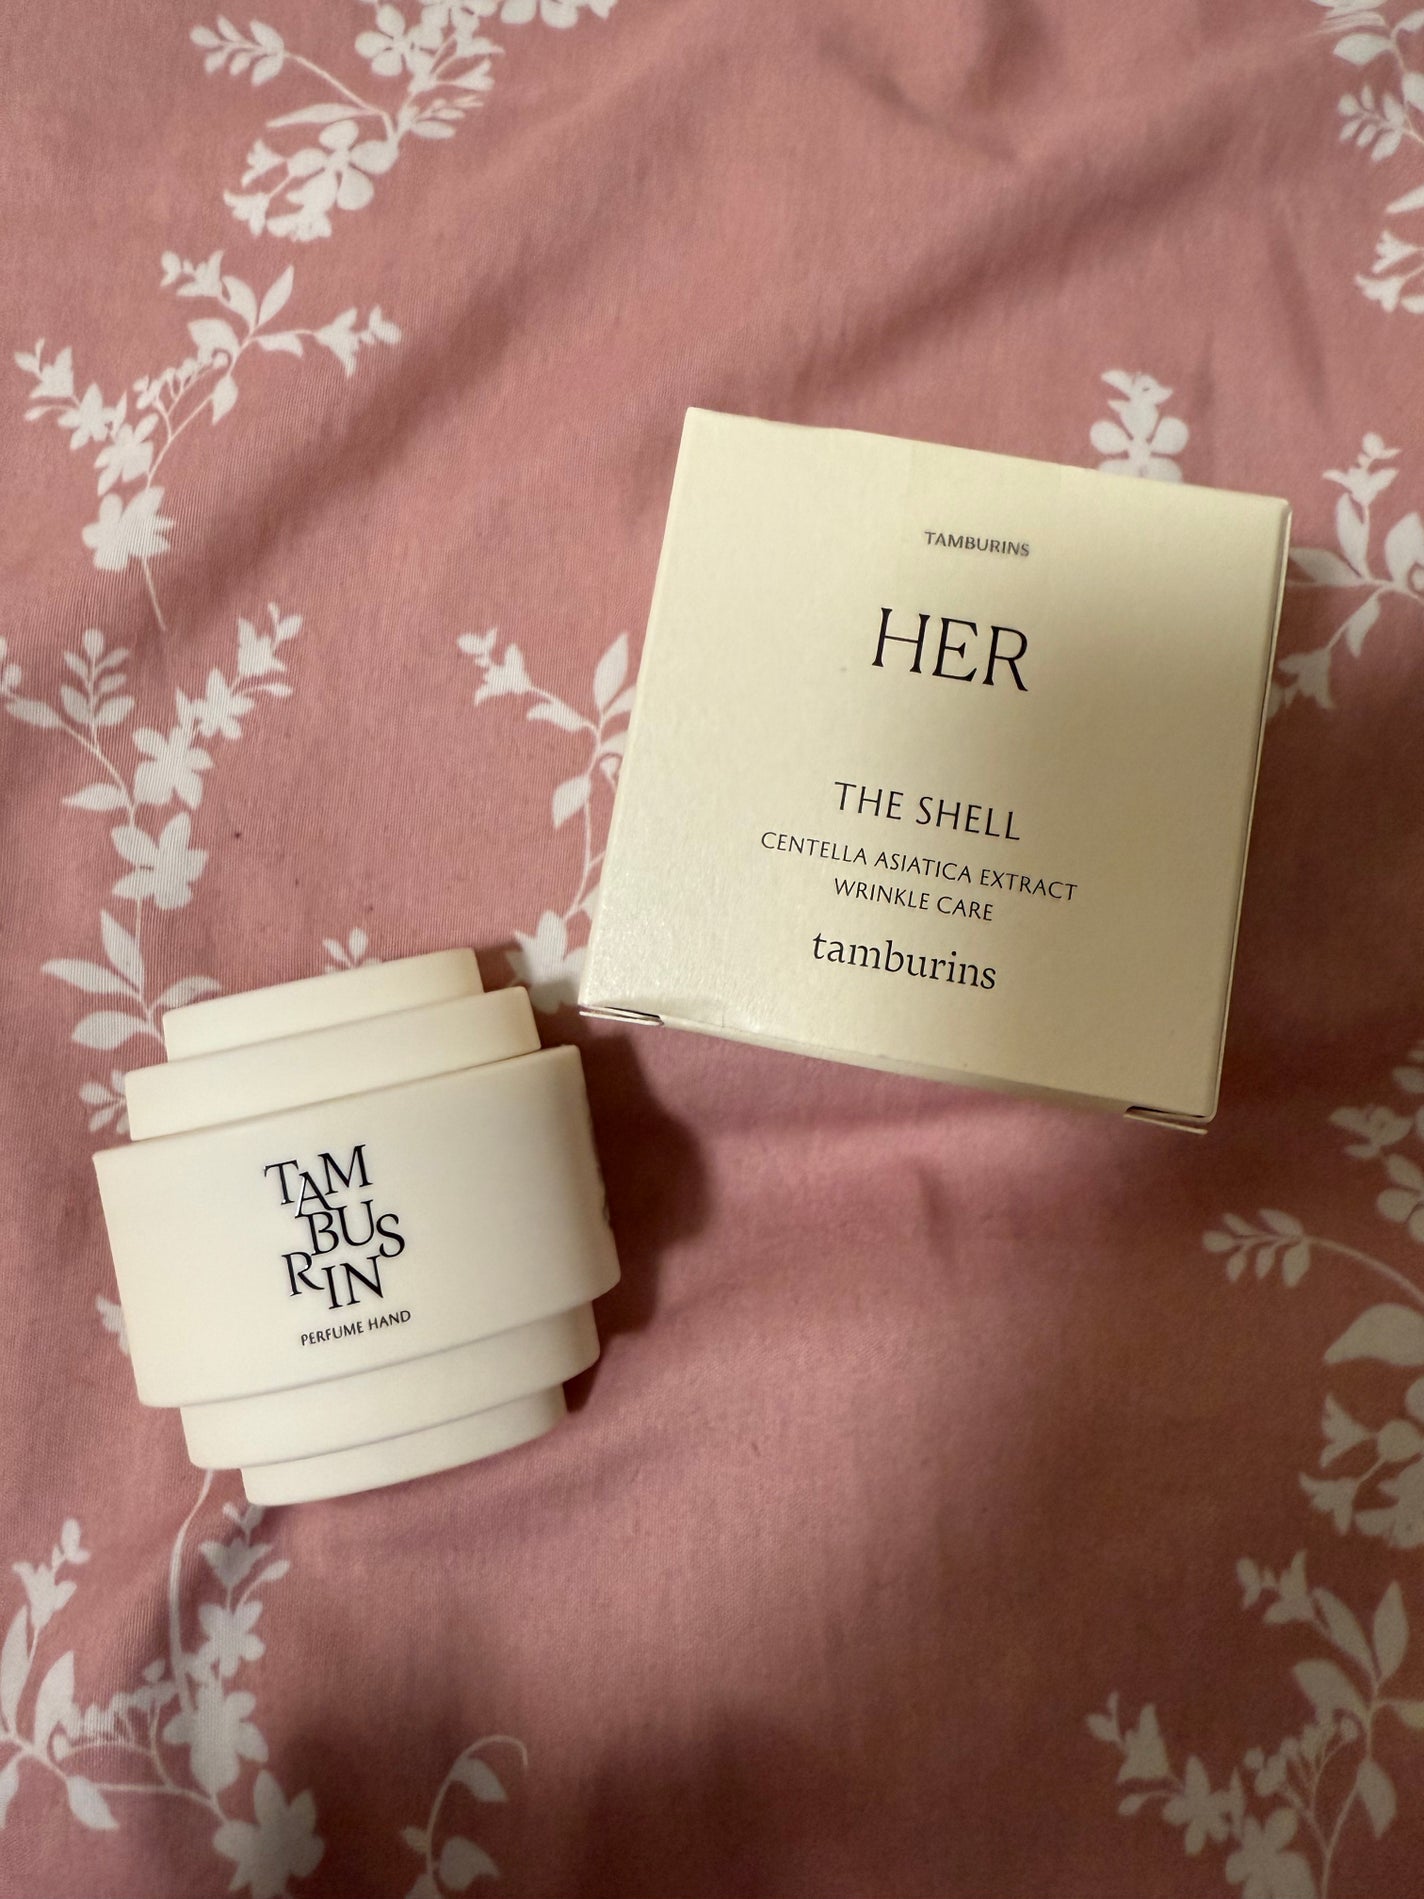 TAMBURINS
HER
THE SHELL
CENTELLA ASIATICA EXTRACT
WRINKLE CARE
tamburins
TAM
BUS
RIN
PERFUME HAND